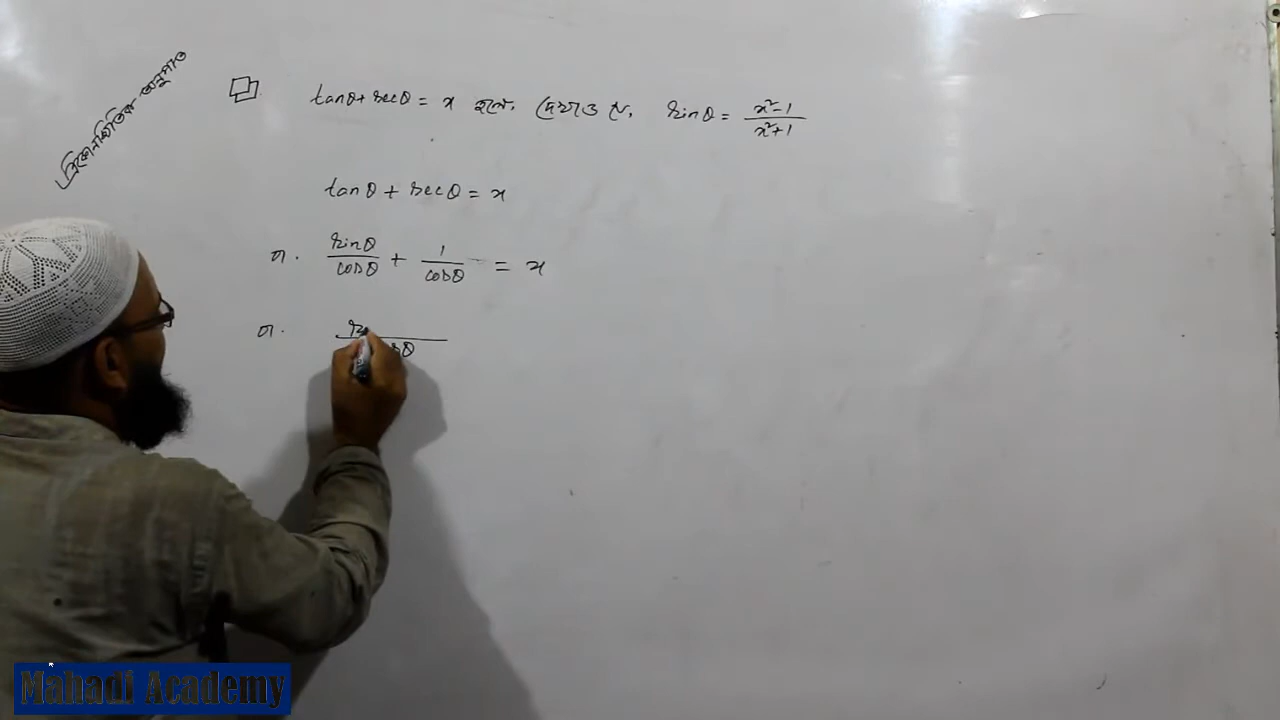 ত্রিকোণমিতিক অনুপাত
tanθ + secθ = x হলে, দেখাও যে, sinθ = (x²-1)/(x²+1)
tanθ + secθ = x
বা, sinθ/cosθ + 1/cosθ = x
বা,
Mahadi Academy